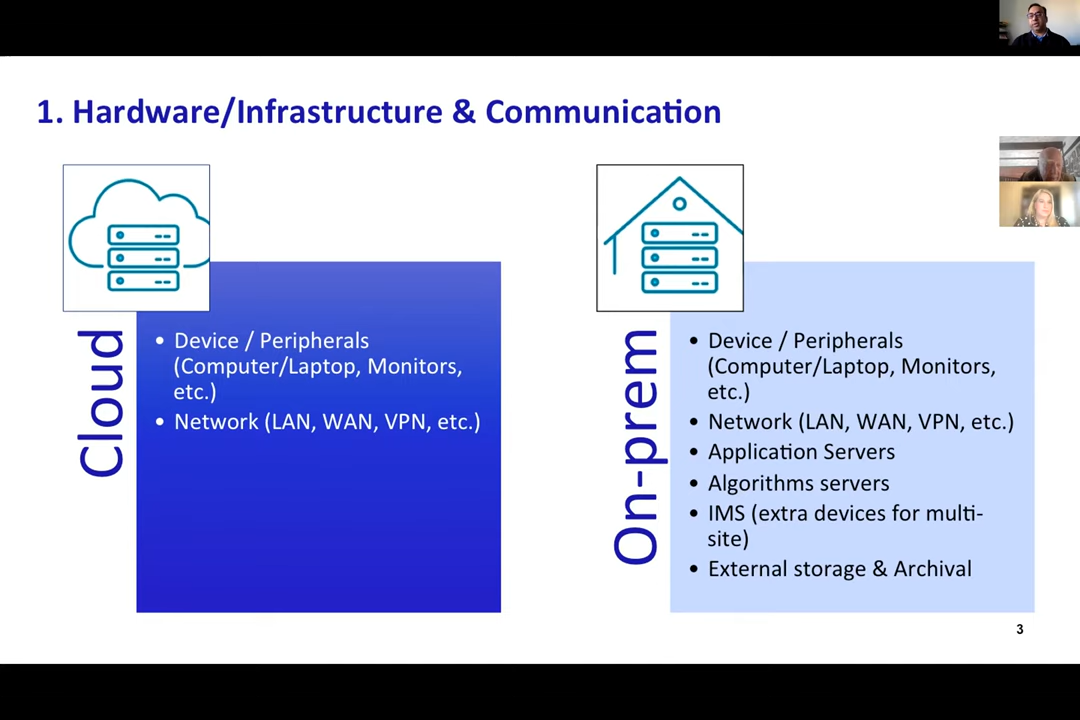 1. Hardware/Infrastructure & Communication
Cloud
• Device / Peripherals
(Computer/Laptop, Monitors,
etc.)
• Network (LAN, WAN, VPN, etc.)
On-prem
• Device / Peripherals
(Computer/Laptop, Monitors,
etc.)
• Network (LAN, WAN, VPN, etc.)
• Application Servers
• Algorithms servers
• IMS (extra devices for multi-
site)
• External storage & Archival
3